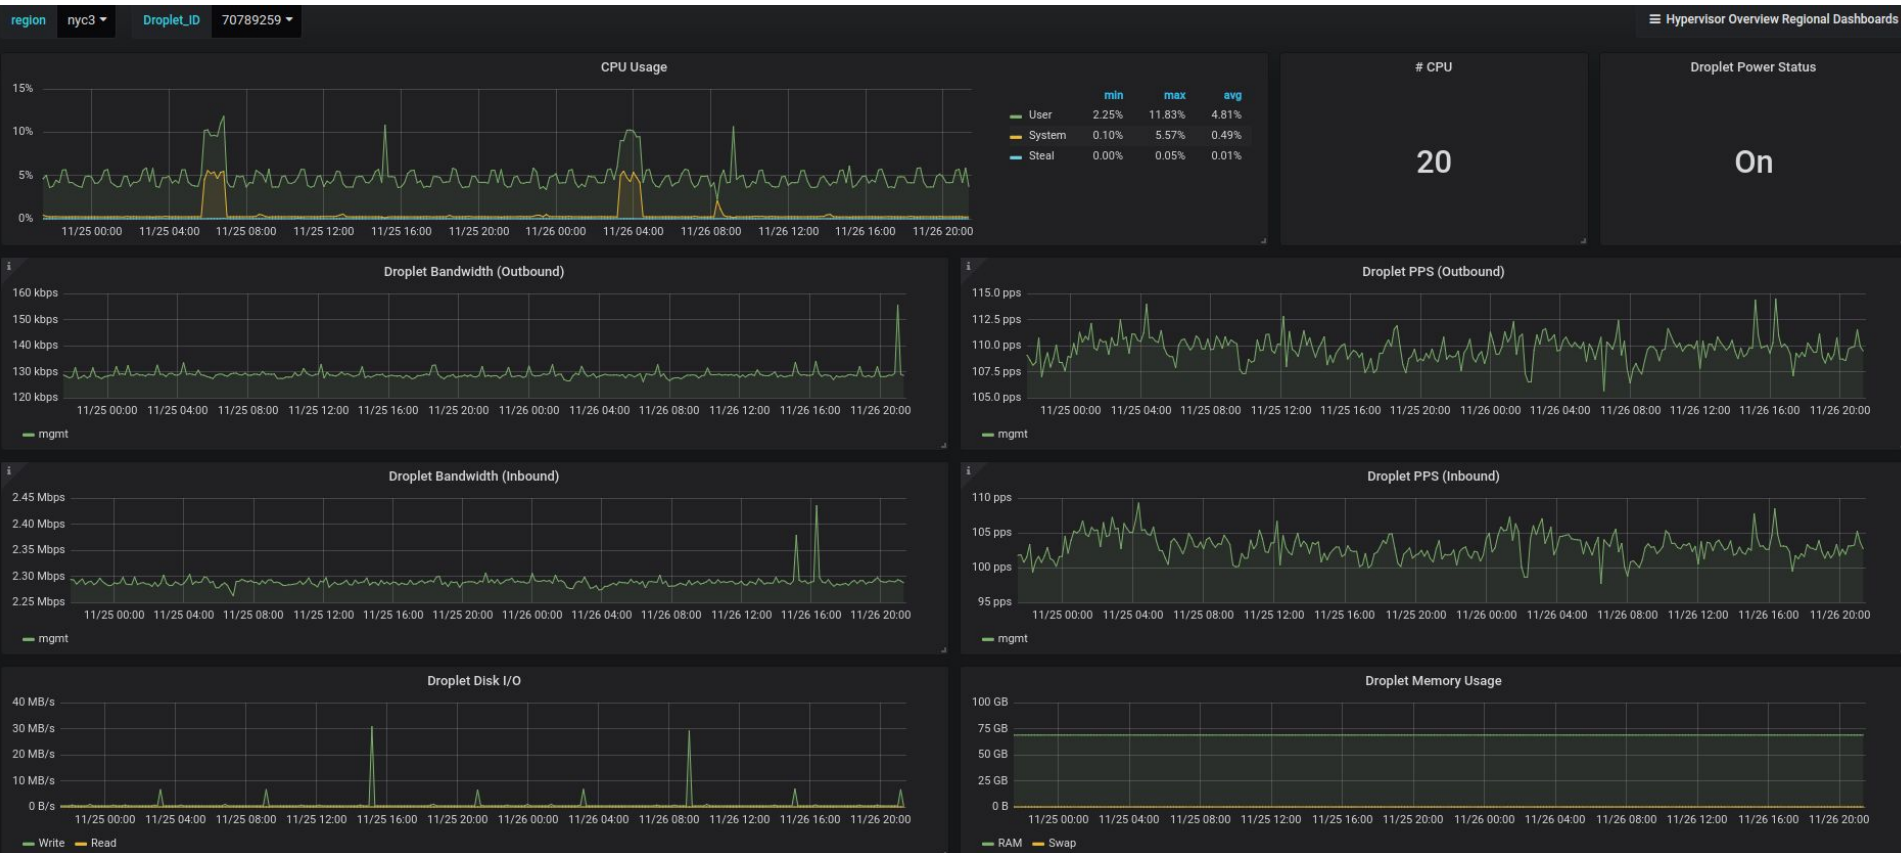 region nyc3 Droplet_ID 70789259 Hypervisor Overview Regional Dashboards
CPU Usage
15%
10%
5%
0%
11/25 00:00 11/25 04:00 11/25 08:00 11/25 12:00 11/25 16:00 11/25 20:00 11/26 00:00 11/26 04:00 11/26 08:00 11/26 12:00 11/26 16:00 11/26 20:00
min max avg
User 2.25% 11.83% 4.81%
System 0.10% 5.57% 0.49%
Steal 0.00% 0.05% 0.01%
# CPU
20
Droplet Power Status
On
i
Droplet Bandwidth (Outbound)
160 kbps
150 kbps
140 kbps
130 kbps
120 kbps
11/25 00:00 11/25 04:00 11/25 08:00 11/25 12:00 11/25 16:00 11/25 20:00 11/26 00:00 11/26 04:00 11/26 08:00 11/26 12:00 11/26 16:00 11/26 20:00
mgmt
i
Droplet PPS (Outbound)
115.0 pps
112.5 pps
110.0 pps
107.5 pps
105.0 pps
11/25 00:00 11/25 04:00 11/25 08:00 11/25 12:00 11/25 16:00 11/25 20:00 11/26 00:00 11/26 04:00 11/26 08:00 11/26 12:00 11/26 16:00 11/26 20:00
mgmt
i
Droplet Bandwidth (Inbound)
2.45 Mbps
2.40 Mbps
2.35 Mbps
2.30 Mbps
2.25 Mbps
11/25 00:00 11/25 04:00 11/25 08:00 11/25 12:00 11/25 16:00 11/25 20:00 11/26 00:00 11/26 04:00 11/26 08:00 11/26 12:00 11/26 16:00 11/26 20:00
mgmt
i
Droplet PPS (Inbound)
110 pps
105 pps
100 pps
95 pps
11/25 00:00 11/25 04:00 11/25 08:00 11/25 12:00 11/25 16:00 11/25 20:00 11/26 00:00 11/26 04:00 11/26 08:00 11/26 12:00 11/26 16:00 11/26 20:00
mgmt
Droplet Disk I/O
40 MB/s
30 MB/s
20 MB/s
10 MB/s
0 B/s
11/25 00:00 11/25 04:00 11/25 08:00 11/25 12:00 11/25 16:00 11/25 20:00 11/26 00:00 11/26 04:00 11/26 08:00 11/26 12:00 11/26 16:00 11/26 20:00
Write Read
Droplet Memory Usage
100 GB
75 GB
50 GB
25 GB
0 B
11/25 00:00 11/25 04:00 11/25 08:00 11/25 12:00 11/25 16:00 11/25 20:00 11/26 00:00 11/26 04:00 11/26 08:00 11/26 12:00 11/26 16:00 11/26 20:00
RAM Swap